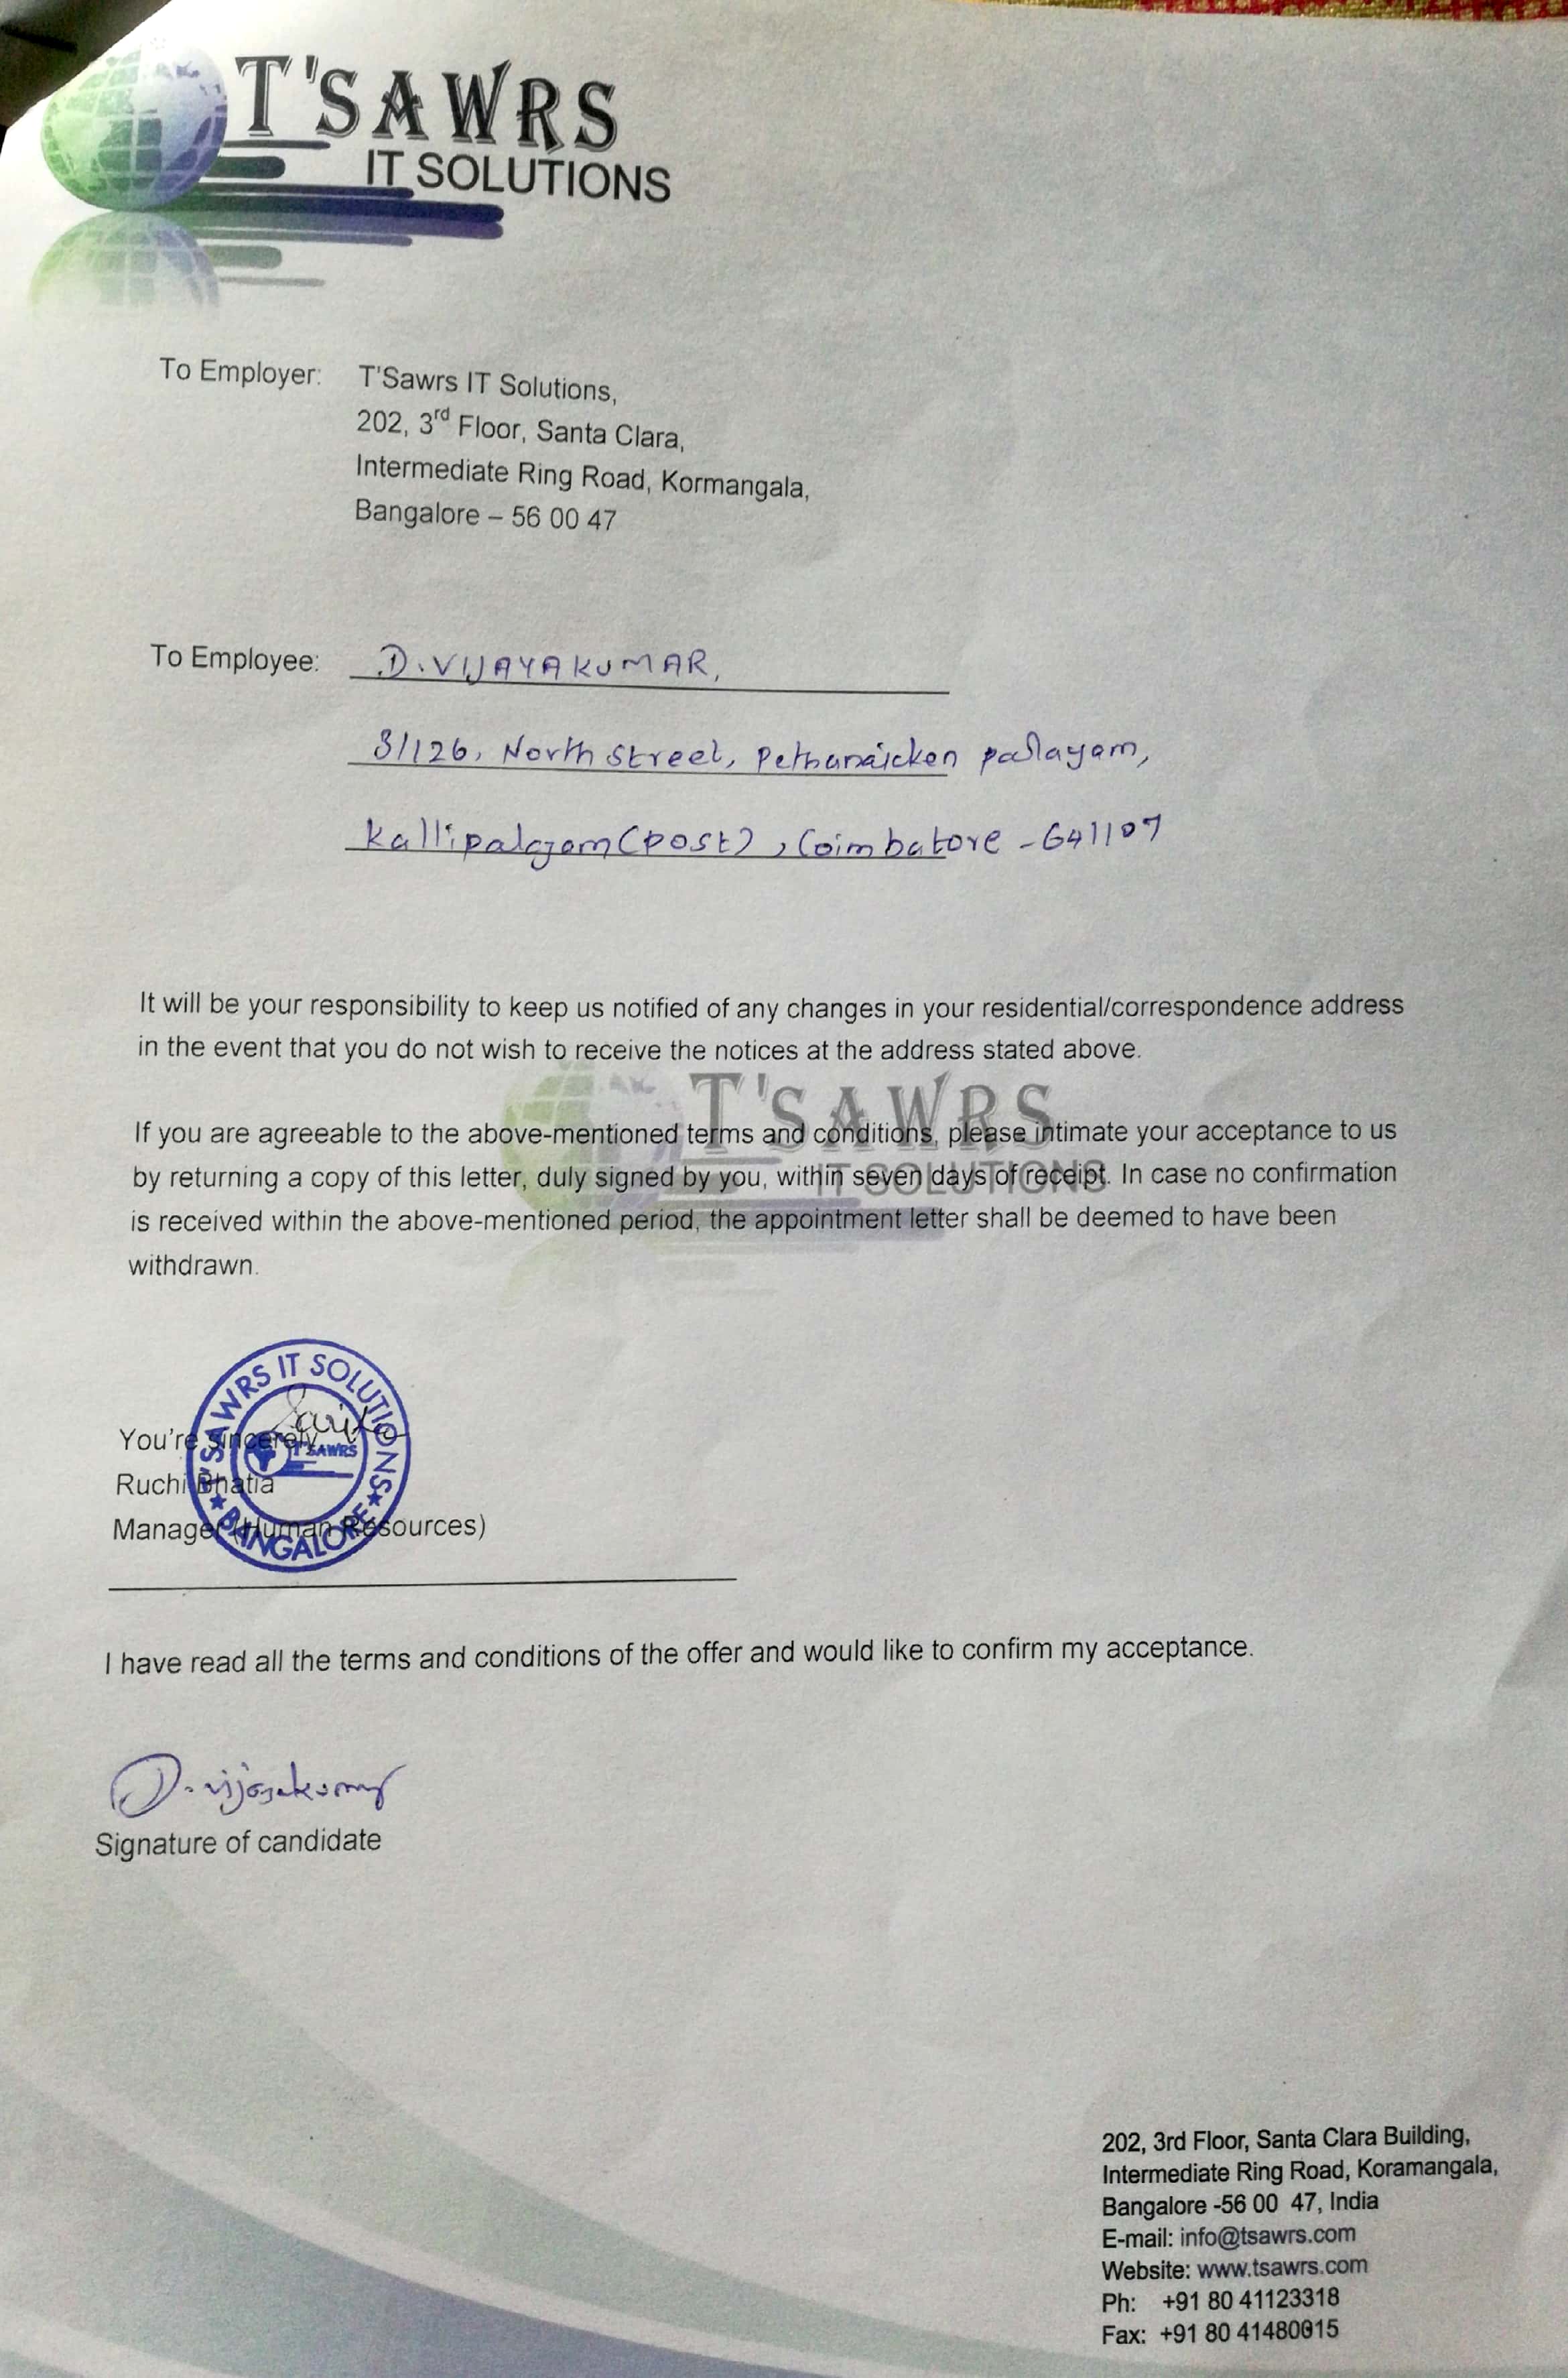 T'SAWRS
IT SOLUTIONS
To Employer: T'Sawrs IT Solutions,
202, 3rd Floor, Santa Clara,
Intermediate Ring Road, Kormangala,
Bangalore – 56 00 47
To Employee: D.VIJAYAKUMAR,
3/126, North Street, Pethanaicken palayam,
Kallipalayam(post), Coimbatore - 641107
It will be your responsibility to keep us notified of any changes in your residential/correspondence address
in the event that you do not wish to receive the notices at the address stated above.
T'SAWRS
IT SOLUTIONS
If you are agreeable to the above-mentioned terms and conditions, please intimate your acceptance to us
by returning a copy of this letter, duly signed by you, within seven days of receipt. In case no confirmation
is received within the above-mentioned period, the appointment letter shall be deemed to have been
withdrawn.
T'SAWRS IT SOLUTIONS
T'SAWRS
★ BANGALORE ★
You're sincerely
Ruchi Bhatia
Manager (Human Resources)
I have read all the terms and conditions of the offer and would like to confirm my acceptance.
D. vijayakumar
Signature of candidate
202, 3rd Floor, Santa Clara Building,
Intermediate Ring Road, Koramangala,
Bangalore -56 00 47, India
E-mail: info@tsawrs.com
Website: www.tsawrs.com
Ph: +91 80 41123318
Fax: +91 80 41480015